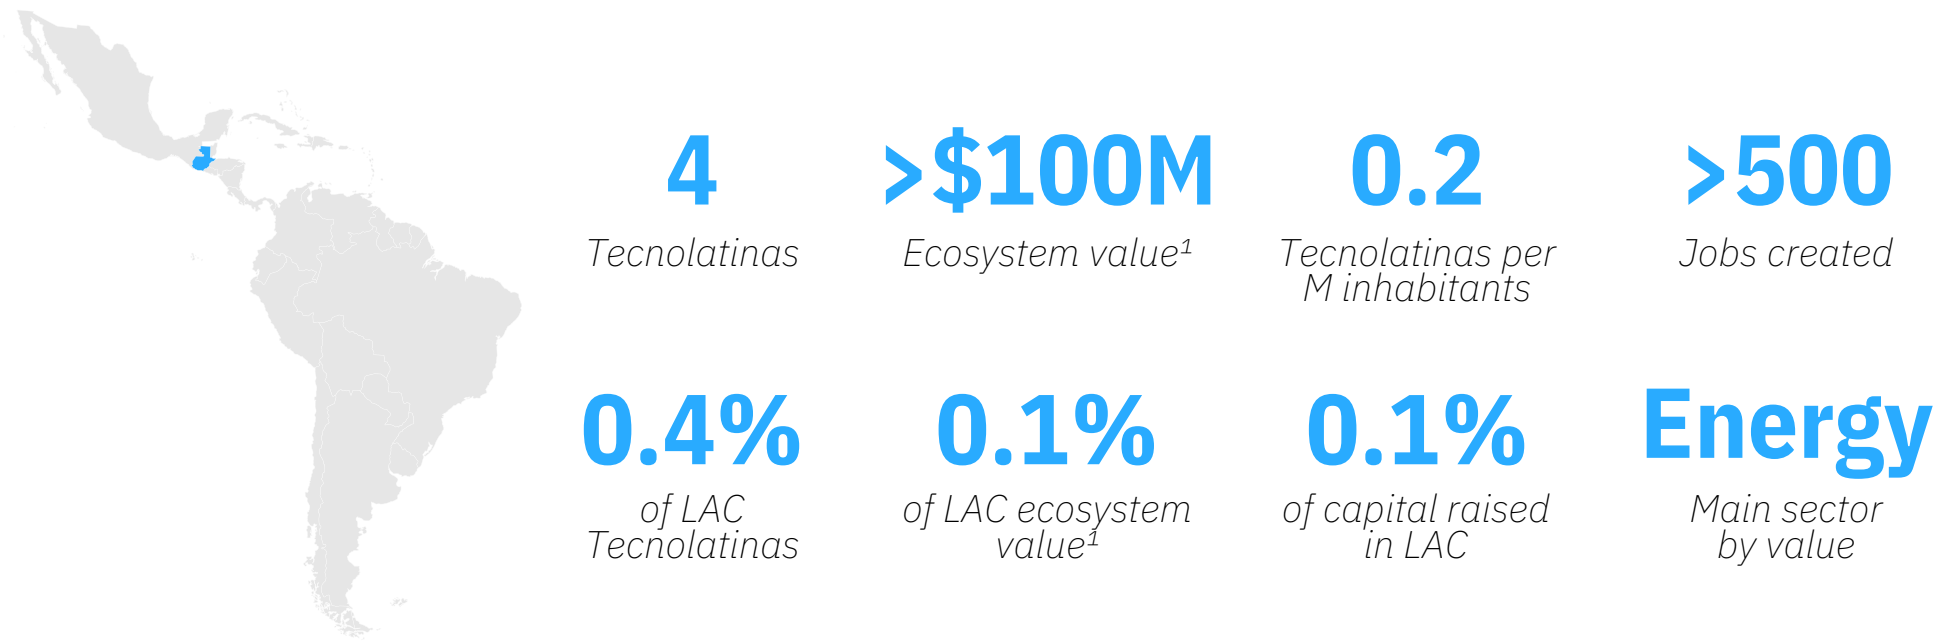 4
Tecnolatinas
>$100M
Ecosystem value¹
0.2
Tecnolatinas per
M inhabitants
>500
Jobs created
0.4%
of LAC
Tecnolatinas
0.1%
of LAC ecosystem
value¹
0.1%
of capital raised
in LAC
Energy
Main sector
by value